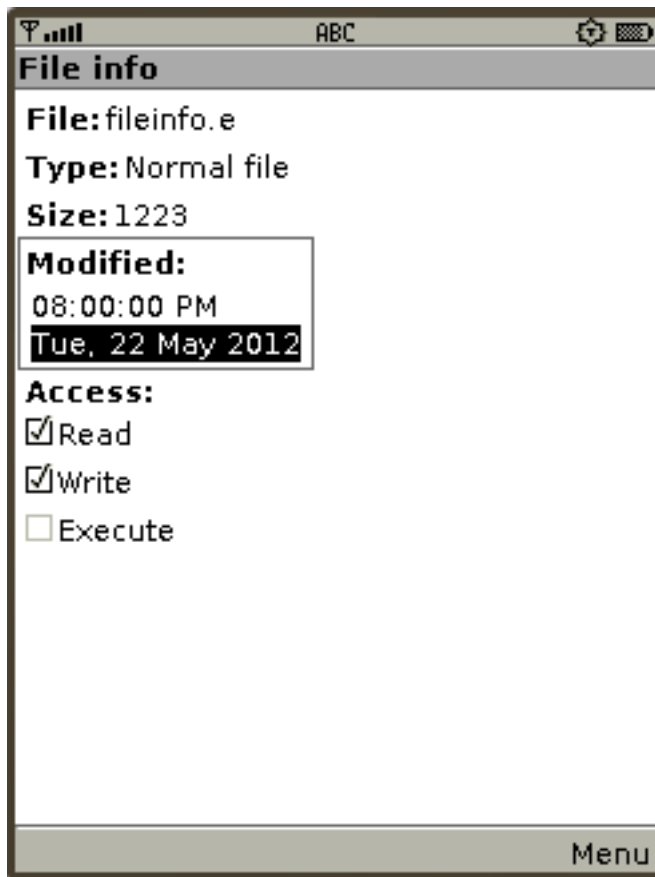 ABC
File info
File: fileinfo.e
Type: Normal file
Size: 1223
Modified:
08:00:00 PM
Tue, 22 May 2012
Access:
Read
Write
Execute
Menu